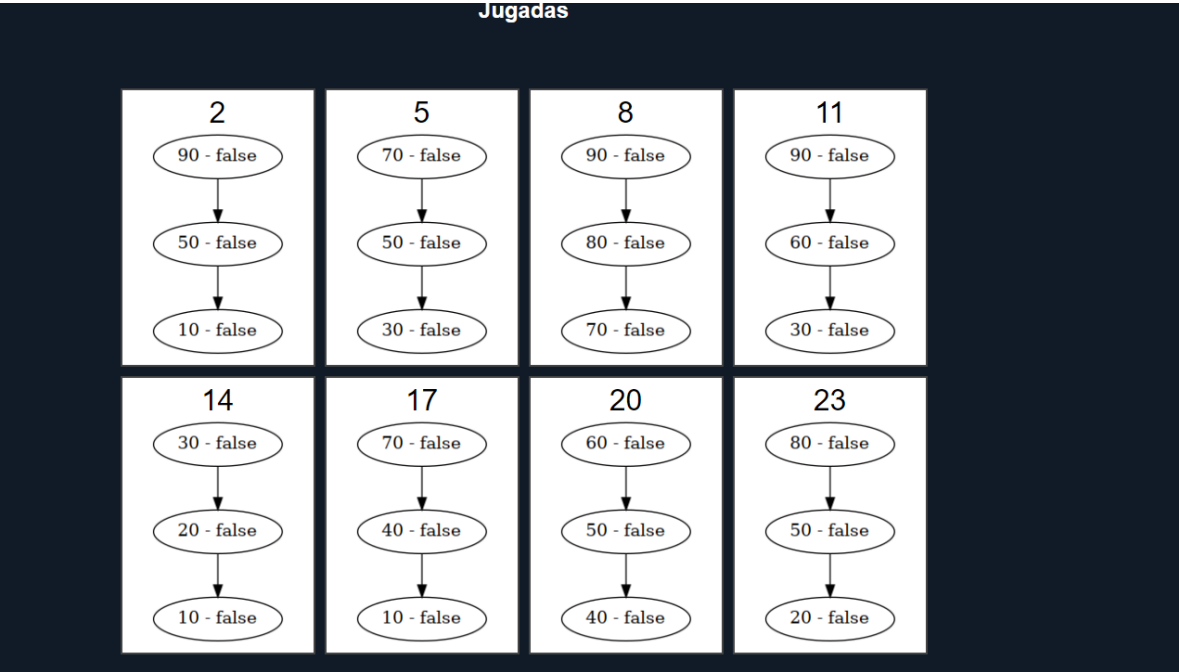 Jugadas
2 5 8 11
90 - false 70 - false 90 - false 90 - false
50 - false 50 - false 80 - false 60 - false
10 - false 30 - false 70 - false 30 - false
14 17 20 23
30 - false 70 - false 60 - false 80 - false
20 - false 40 - false 50 - false 50 - false
10 - false 10 - false 40 - false 20 - false